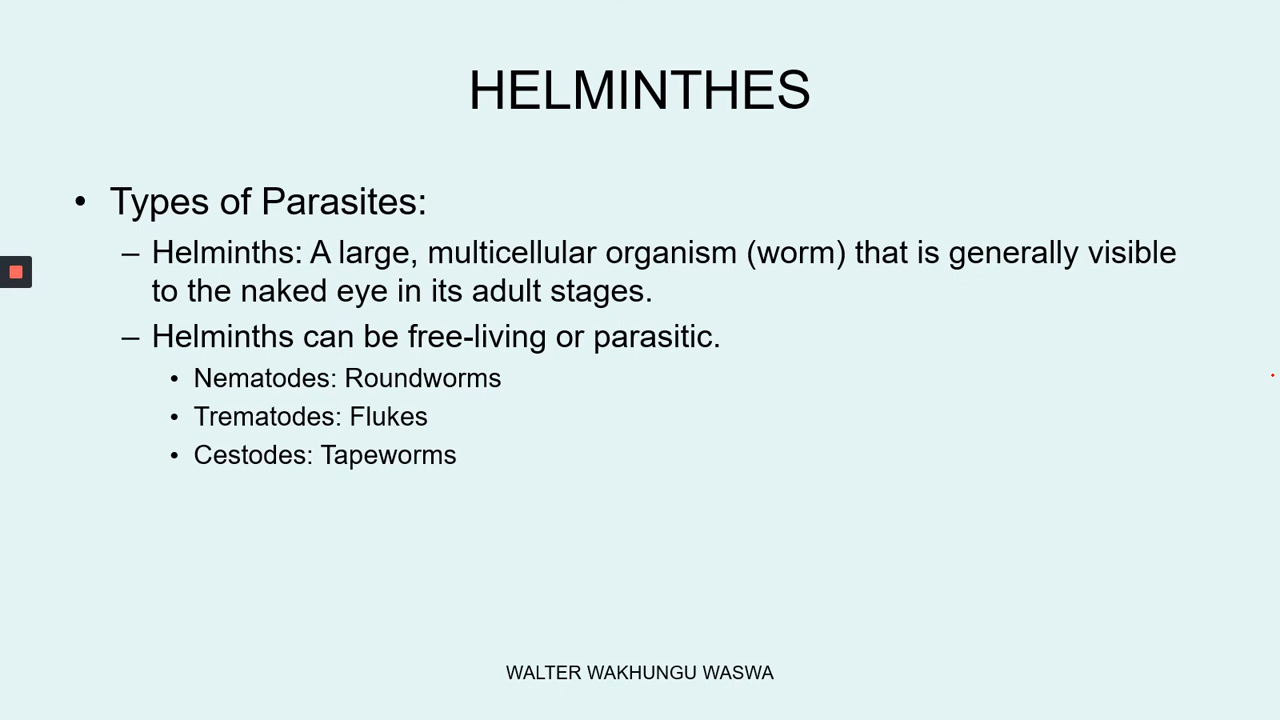 HELMINTHES
• Types of Parasites:
– Helminths: A large, multicellular organism (worm) that is generally visible
to the naked eye in its adult stages.
– Helminths can be free-living or parasitic.
• Nematodes: Roundworms
• Trematodes: Flukes
• Cestodes: Tapeworms
WALTER WAKHUNGU WASWA